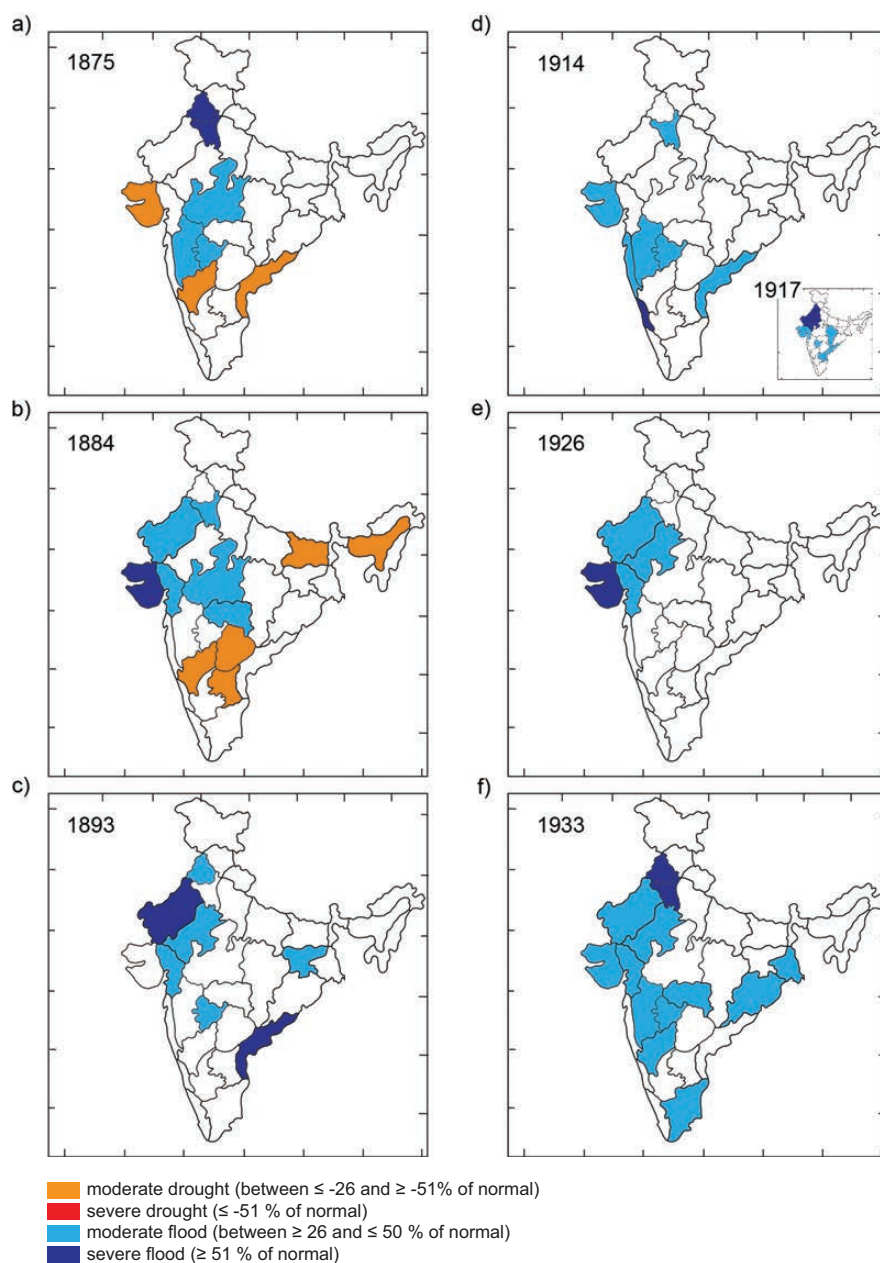 a)
1875
d)
1914
1917
b)
1884
e)
1926
c)
1893
f)
1933
moderate drought (between ≤ -26 and ≥ -51% of normal)
severe drought (≤ -51 % of normal)
moderate flood (between ≥ 26 and ≤ 50 % of normal)
severe flood (≥ 51 % of normal)